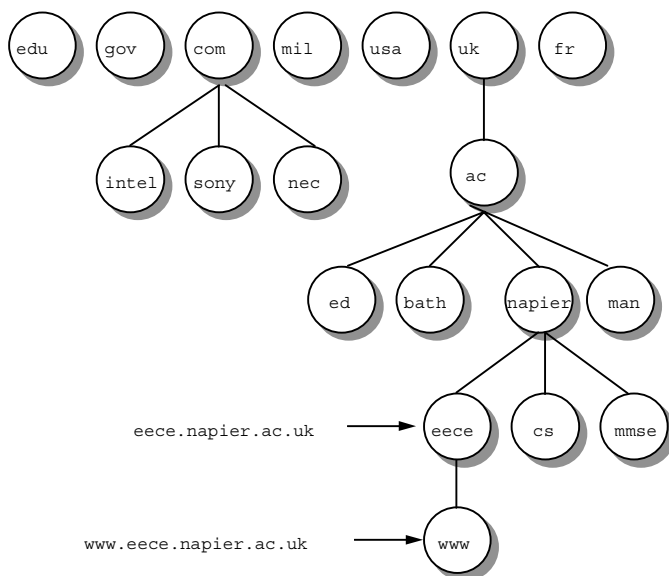 edu gov com mil usa uk fr
intel sony nec ac
ed bath napier man
eece.napier.ac.uk eece cs mmse
www.eece.napier.ac.uk www